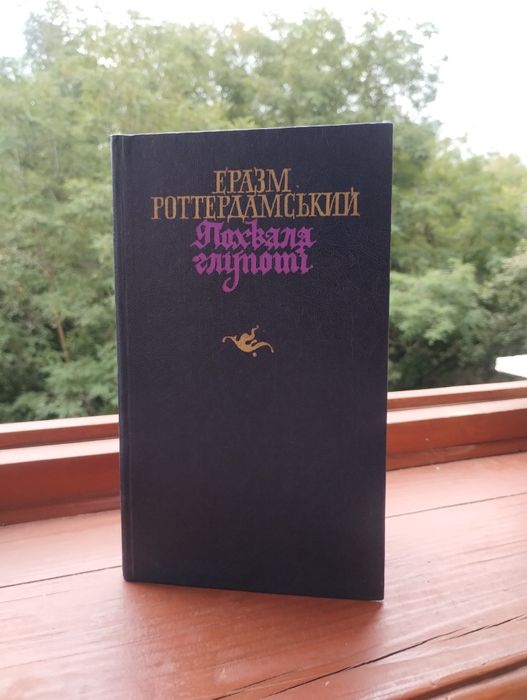 ЕРАЗМ
РОТТЕРДАМСЬКИЙ
Похвала
глупоті